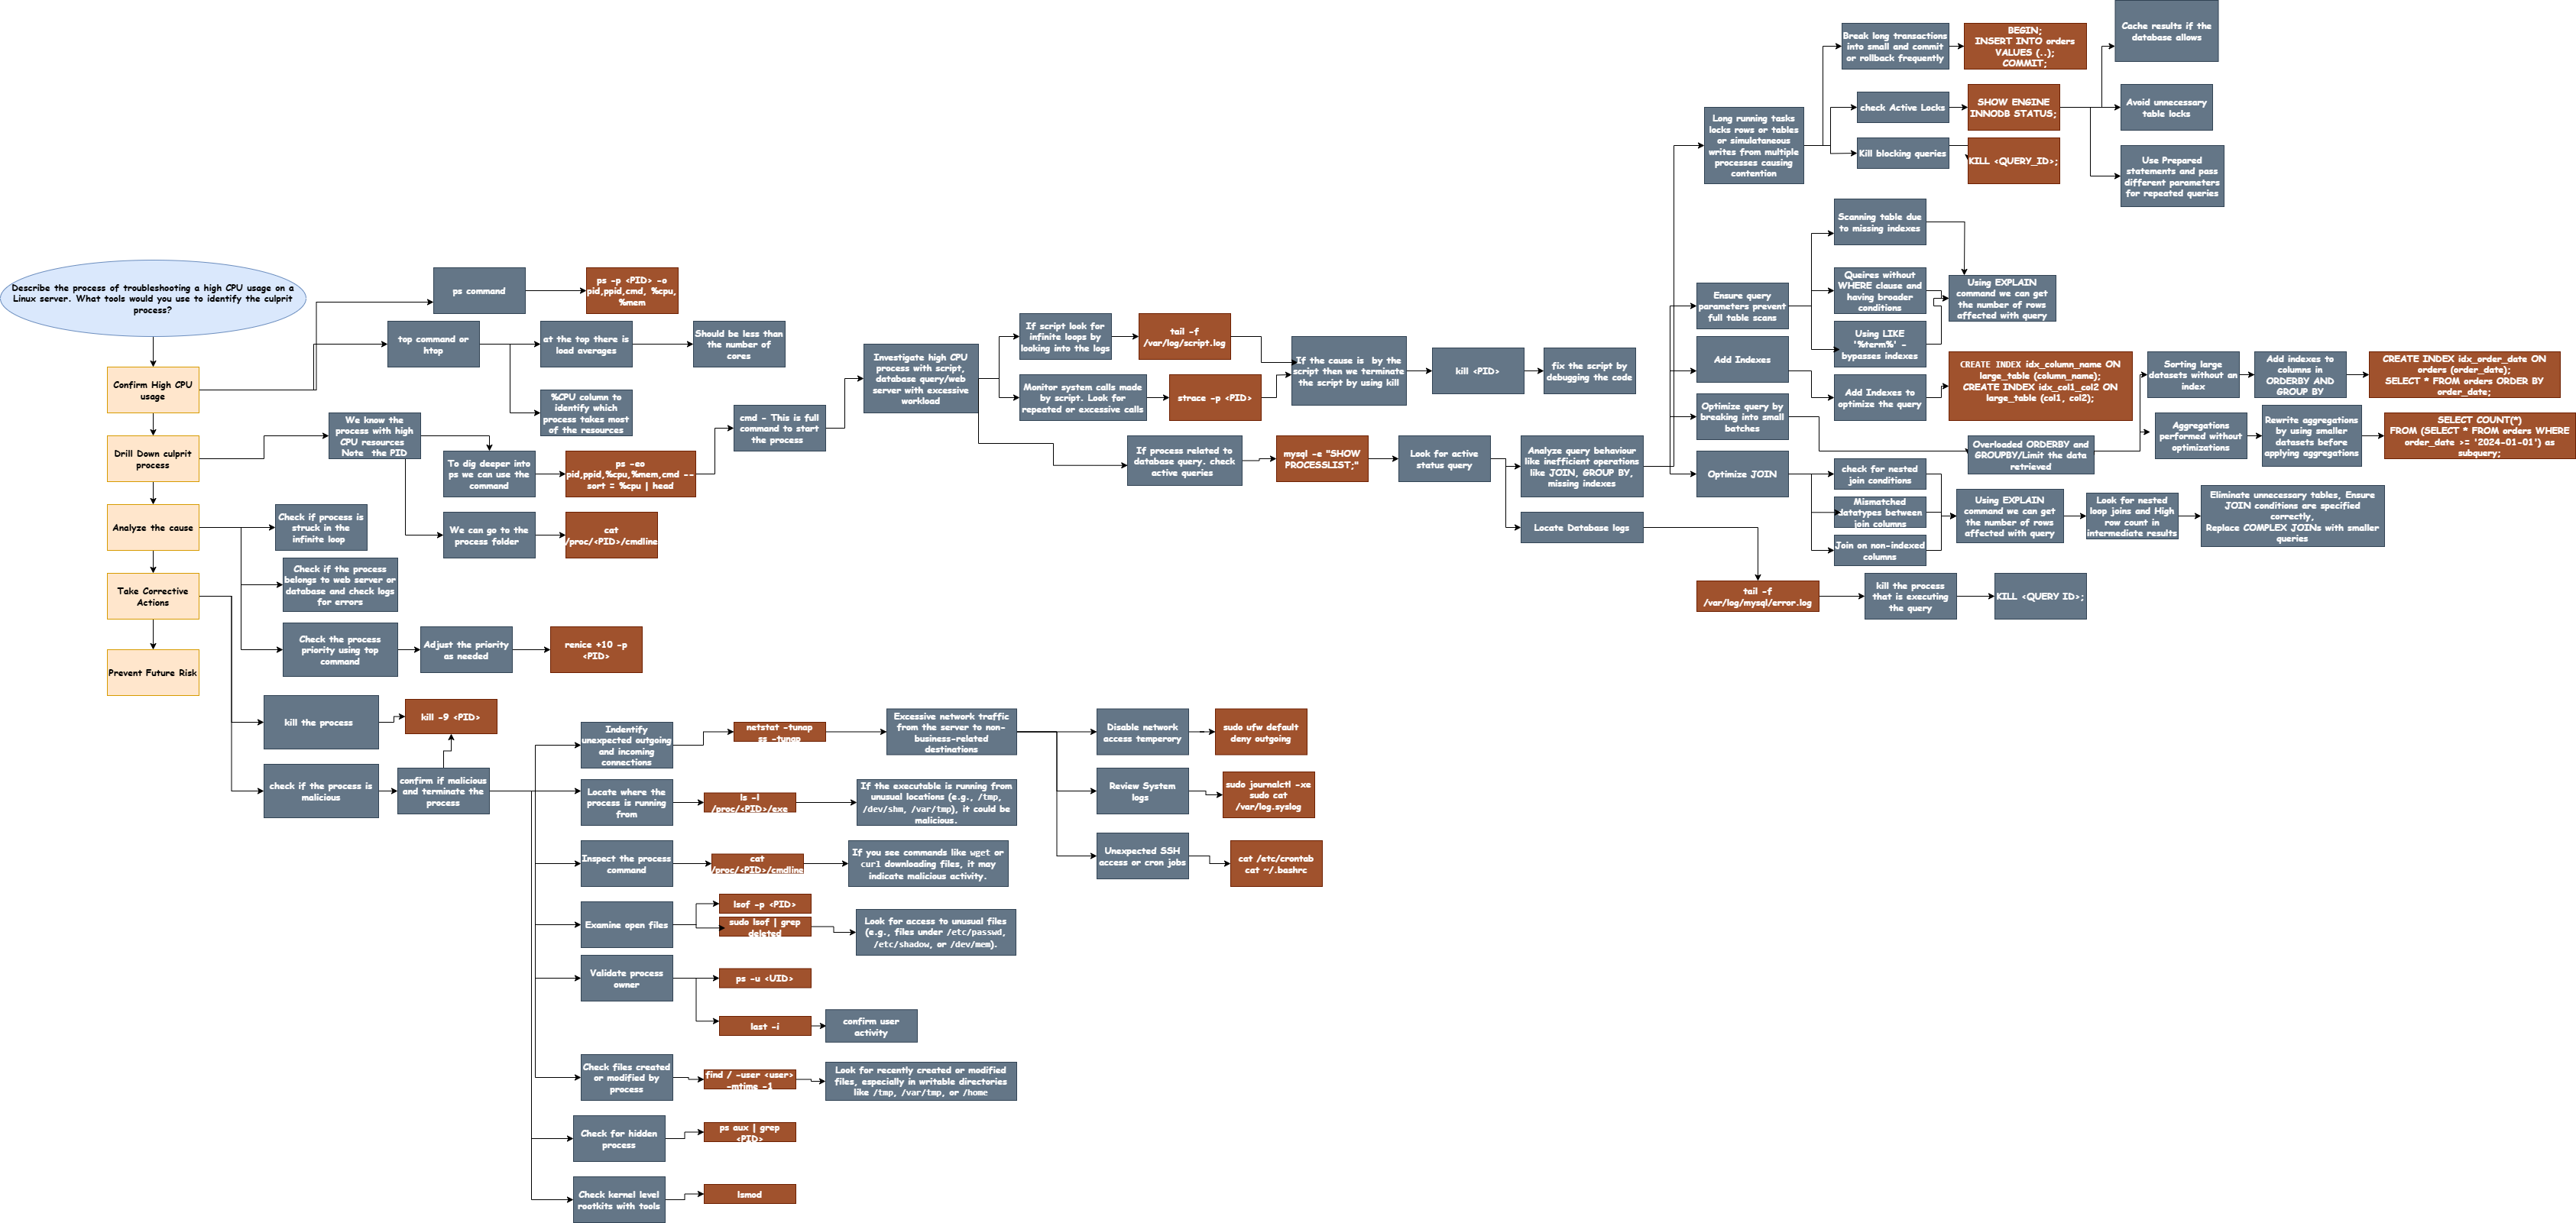 Describe the process of troubleshooting a high CPU usage on a
Linux server. What tools would you use to identify the culprit
process?
Confirm High CPU
usage
Drill Down culprit
process
Analyze the cause
Take Corrective
Actions
Prevent Future Risk
ps command
ps -p <PID> -o
pid,ppid,cmd, %cpu,
%mem
top command or
htop
at the top there is
load averages
Should be less than
the number of
cores
%CPU column to
identify which
process takes most
of the resources
We know the
process with high
CPU resources
Note the PID
To dig deeper into
ps we can use the
command
ps -eo
pid,ppid,%cpu,%mem,cmd --
sort = %cpu | head
cmd - This is full
command to start
the process
We can go to the
process folder
cat
/proc/<PID>/cmdline
Check if process is
struck in the
infinite loop
Check if the process
belongs to web server or
database and check logs
for errors
Check the process
priority using top
command
Adjust the priority
as needed
renice +10 -p
<PID>
kill the process
kill -9 <PID>
check if the process is
malicious
confirm if malicious
and terminate the
process
Investigate high CPU
process with script,
database query/web
server with excessive
workload
If script look for
infinite loops by
looking into the logs
tail -f
/var/log/script.log
Monitor system calls made
by script. Look for
repeated or excessive calls
strace -p <PID>
If the cause is by the
script then we terminate
the script by using kill
kill <PID>
fix the script by
debugging the code
If process related to
database query. check
active queries
mysql -e "SHOW
PROCESSLIST;"
Look for active
status query
Analyze query behaviour
like inefficient operations
like JOIN, GROUP BY,
missing indexes
Locate Database logs
tail -f
/var/log/mysql/error.log
kill the process
that is executing
the query
KILL <QUERY ID>;
Long running tasks
locks rows or tables
or simulataneous
writes from multiple
processes causing
contention
Break long transactions
into small and commit
or rollback frequently
BEGIN;
INSERT INTO orders
VALUES (..);
COMMIT;
check Active Locks
SHOW ENGINE
INNODB STATUS;
Kill blocking queries
KILL <QUERY_ID>;
Cache results if the
database allows
Avoid unnecessary
table locks
Use Prepared
statements and pass
different parameters
for repeated queries
Ensure query
parameters prevent
full table scans
Scanning table due
to missing indexes
Queires without
WHERE clause and
having broader
conditions
Using LIKE
'%term%' -
bypasses indexes
Using EXPLAIN
command we can get
the number of rows
affected with query
Add Indexes
Add Indexes to
optimize the query
CREATE INDEX idx_column_name ON
large_table (column_name);
CREATE INDEX idx_col1_col2 ON
large_table (col1, col2);
Optimize query by
breaking into small
batches
Overloaded ORDERBY and
GROUPBY/Limit the data
retrieved
Sorting large
datasets without an
index
Add indexes to
columns in
ORDERBY AND
GROUP BY
CREATE INDEX idx_order_date ON
orders (order_date);
SELECT * FROM orders ORDER BY
order_date;
Aggregations
performed without
optimizations
Rewrite aggregations
by using smaller
datasets before
applying aggregations
SELECT COUNT(*)
FROM (SELECT * FROM orders WHERE
order_date >= '2024-01-01') as
subquery;
Optimize JOIN
check for nested
join conditions
Mismatched
datatypes between
join columns
Join on non-indexed
columns
Using EXPLAIN
command we can get
the number of rows
affected with query
Look for nested
loop joins and High
row count in
intermediate results
Eliminate unnecessary tables, Ensure
JOIN conditions are specified
correctly,
Replace COMPLEX JOINs with smaller
queries
Indentify
unexpected outgoing
and incoming
connections
netstat -tunap
ss -tunap
Excessive network traffic
from the server to non-
business-related
destinations
Disable network
access temperory
sudo ufw default
deny outgoing
Review System
logs
sudo journalctl -xe
sudo cat
/var/log.syslog
Unexpected SSH
access or cron jobs
cat /etc/crontab
cat ~/.bashrc
Locate where the
process is running
from
ls -l
/proc/<PID>/exe
If the executable is running from
unusual locations (e.g., /tmp,
/dev/shm, /var/tmp), it could be
malicious.
Inspect the process
command
cat
/proc/<PID>/cmdline
If you see commands like wget or
curl downloading files, it may
indicate malicious activity.
Examine open files
lsof -p <PID>
sudo lsof | grep
deleted
Look for access to unusual files
(e.g., files under /etc/passwd,
/etc/shadow, or /dev/mem).
Validate process
owner
ps -u <UID>
last -i
confirm user
activity
Check files created
or modified by
process
find / -user <user>
-mtime -1
Look for recently created or modified
files, especially in writable directories
like /tmp, /var/tmp, or /home
Check for hidden
process
ps aux | grep
<PID>
Check kernel level
rootkits with tools
lsmod